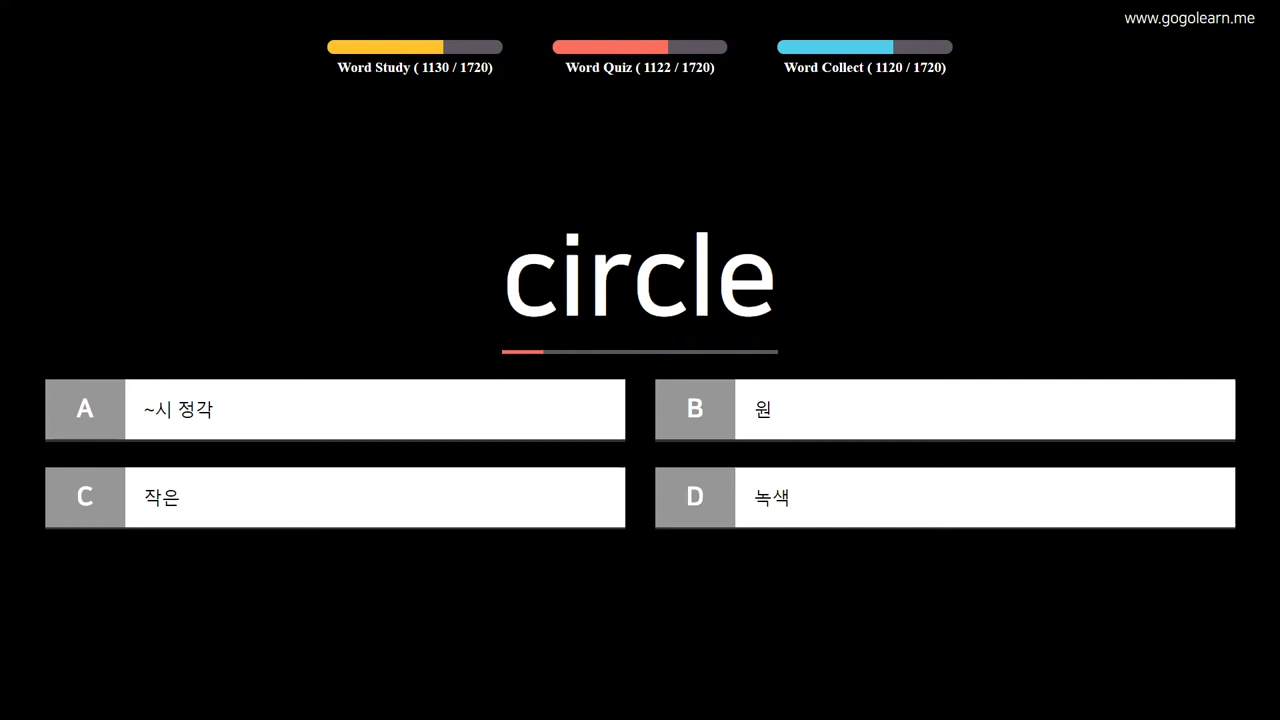 www.gogolearn.me
Word Study ( 1130 / 1720)
Word Quiz ( 1122 / 1720)
Word Collect ( 1120 / 1720)
circle
A ~시 정각
B 원
C 작은
D 녹색